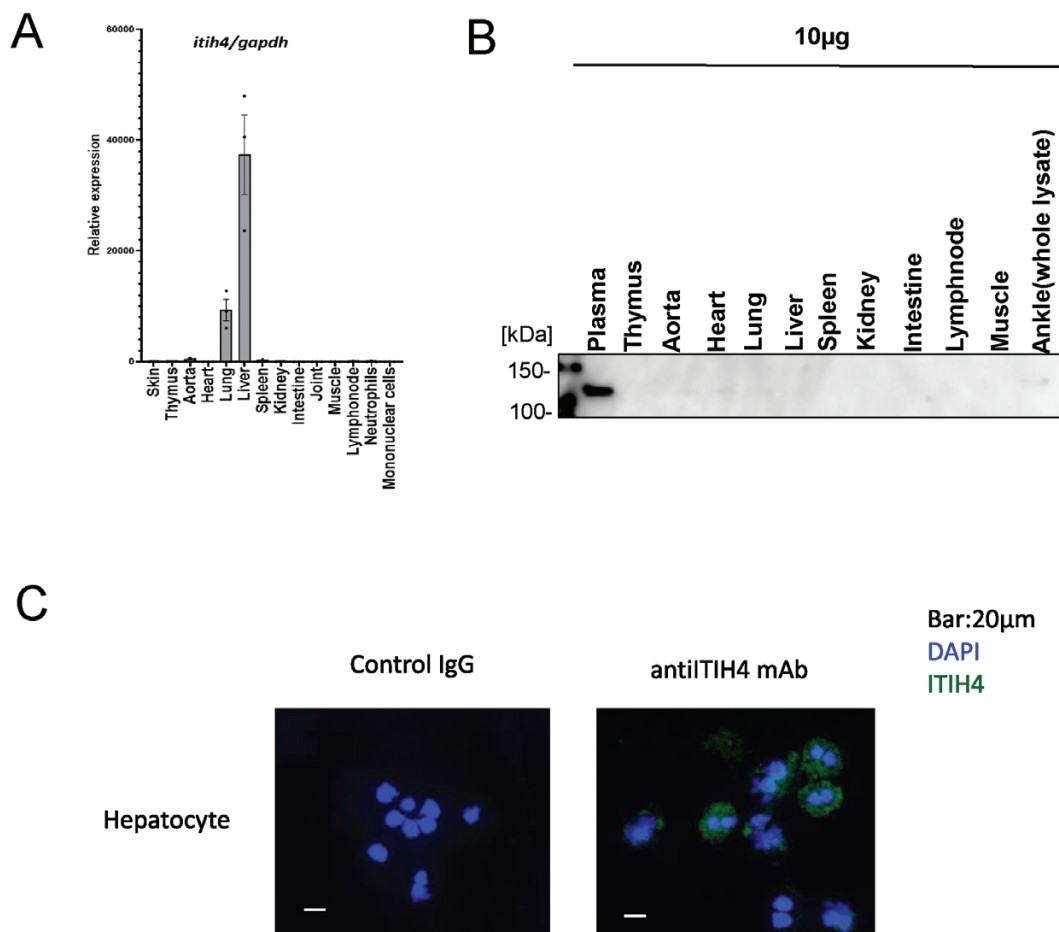 A
itih4/gapdh
60000
40000
20000
0
Relative expression
Skin
Thymus
Aorta
Heart
Lung
Liver
Spleen
Kidney
Intestine
Joint
Muscle
Lymphonode
Neutrophils
Mononuclear cells
B
10µg
[kDa]
150-
100-
Plasma
Thymus
Aorta
Heart
Lung
Liver
Spleen
Kidney
Intestine
Lymphnode
Muscle
Ankle(whole lysate)
C
Control IgG
antiITIH4 mAb
Bar:20µm
DAPI
ITIH4
Hepatocyte